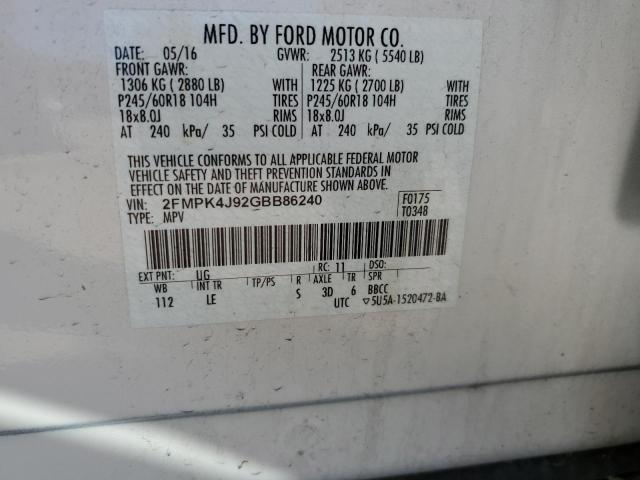 MFD. BY FORD MOTOR CO.
DATE: 05/16 GVWR: 2513 KG ( 5540 LB)
FRONT GAWR: REAR GAWR:
1306 KG ( 2880 LB) WITH 1225 KG ( 2700 LB) WITH
P245/60R18 104H TIRES P245/60R18 104H TIRES
18x8.0J RIMS 18x8.0J RIMS
AT 240 kPa/ 35 PSI COLD AT 240 kPa/ 35 PSI COLD
THIS VEHICLE CONFORMS TO ALL APPLICABLE FEDERAL MOTOR
VEHICLE SAFETY AND THEFT PREVENTION STANDARDS IN
EFFECT ON THE DATE OF MANUFACTURE SHOWN ABOVE.
VIN: 2FMPK4J92GBB86240 F0175
TYPE: MPV T0348
EXT PNT: UG RC: 11 DSO:
WB INT TR TP/PS R AXLE TR SPR
112 LE S 3D 6 BBCC
UTC ▽5U5A-1520472-BA